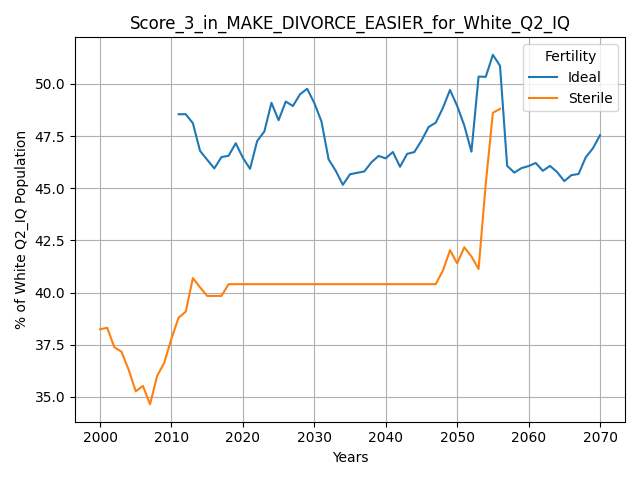 Score_3_in_MAKE_DIVORCE_EASIER_for_White_Q2_IQ
Fertility
Ideal
Sterile
% of White Q2_IQ Population
50.0
47.5
45.0
42.5
40.0
37.5
35.0
2000 2010 2020 2030 2040 2050 2060 2070
Years